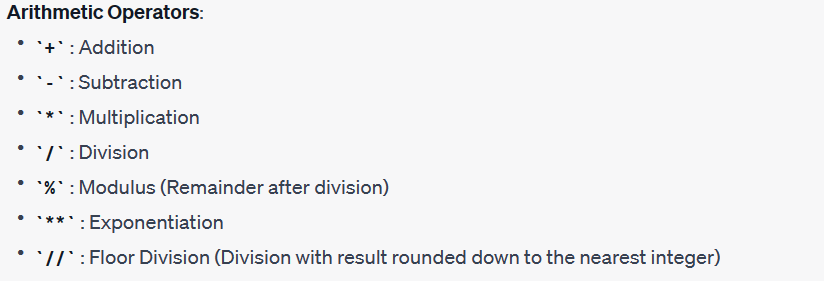 Arithmetic Operators:
• `+` : Addition
• `-` : Subtraction
• `*` : Multiplication
• `/` : Division
• `%` : Modulus (Remainder after division)
• `**` : Exponentiation
• `//` : Floor Division (Division with result rounded down to the nearest integer)